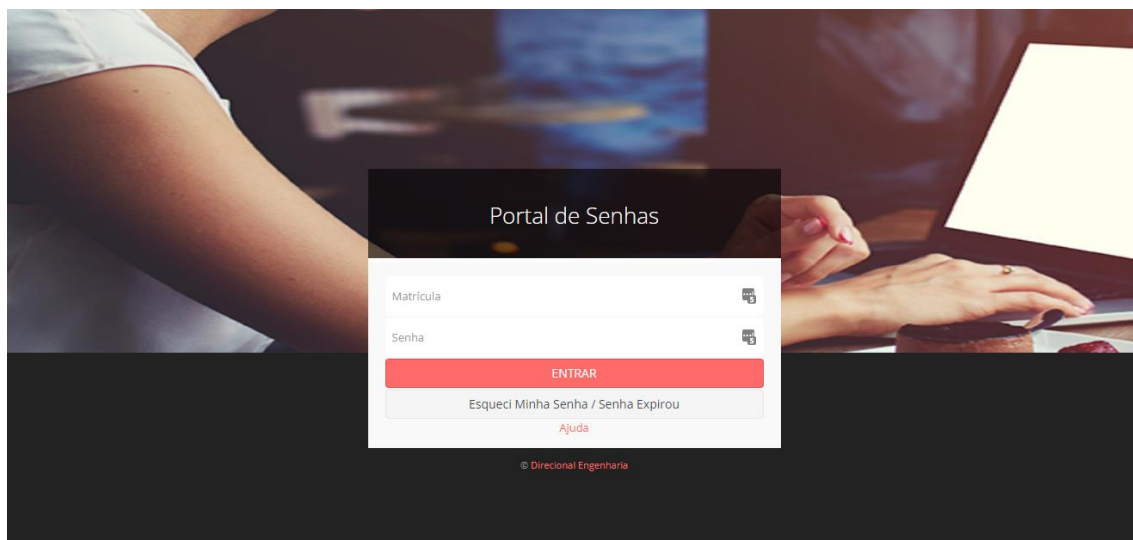 Portal de Senhas
Matrícula
Senha
ENTRAR
Esqueci Minha Senha / Senha Expirou
Ajuda
© Direcional Engenharia